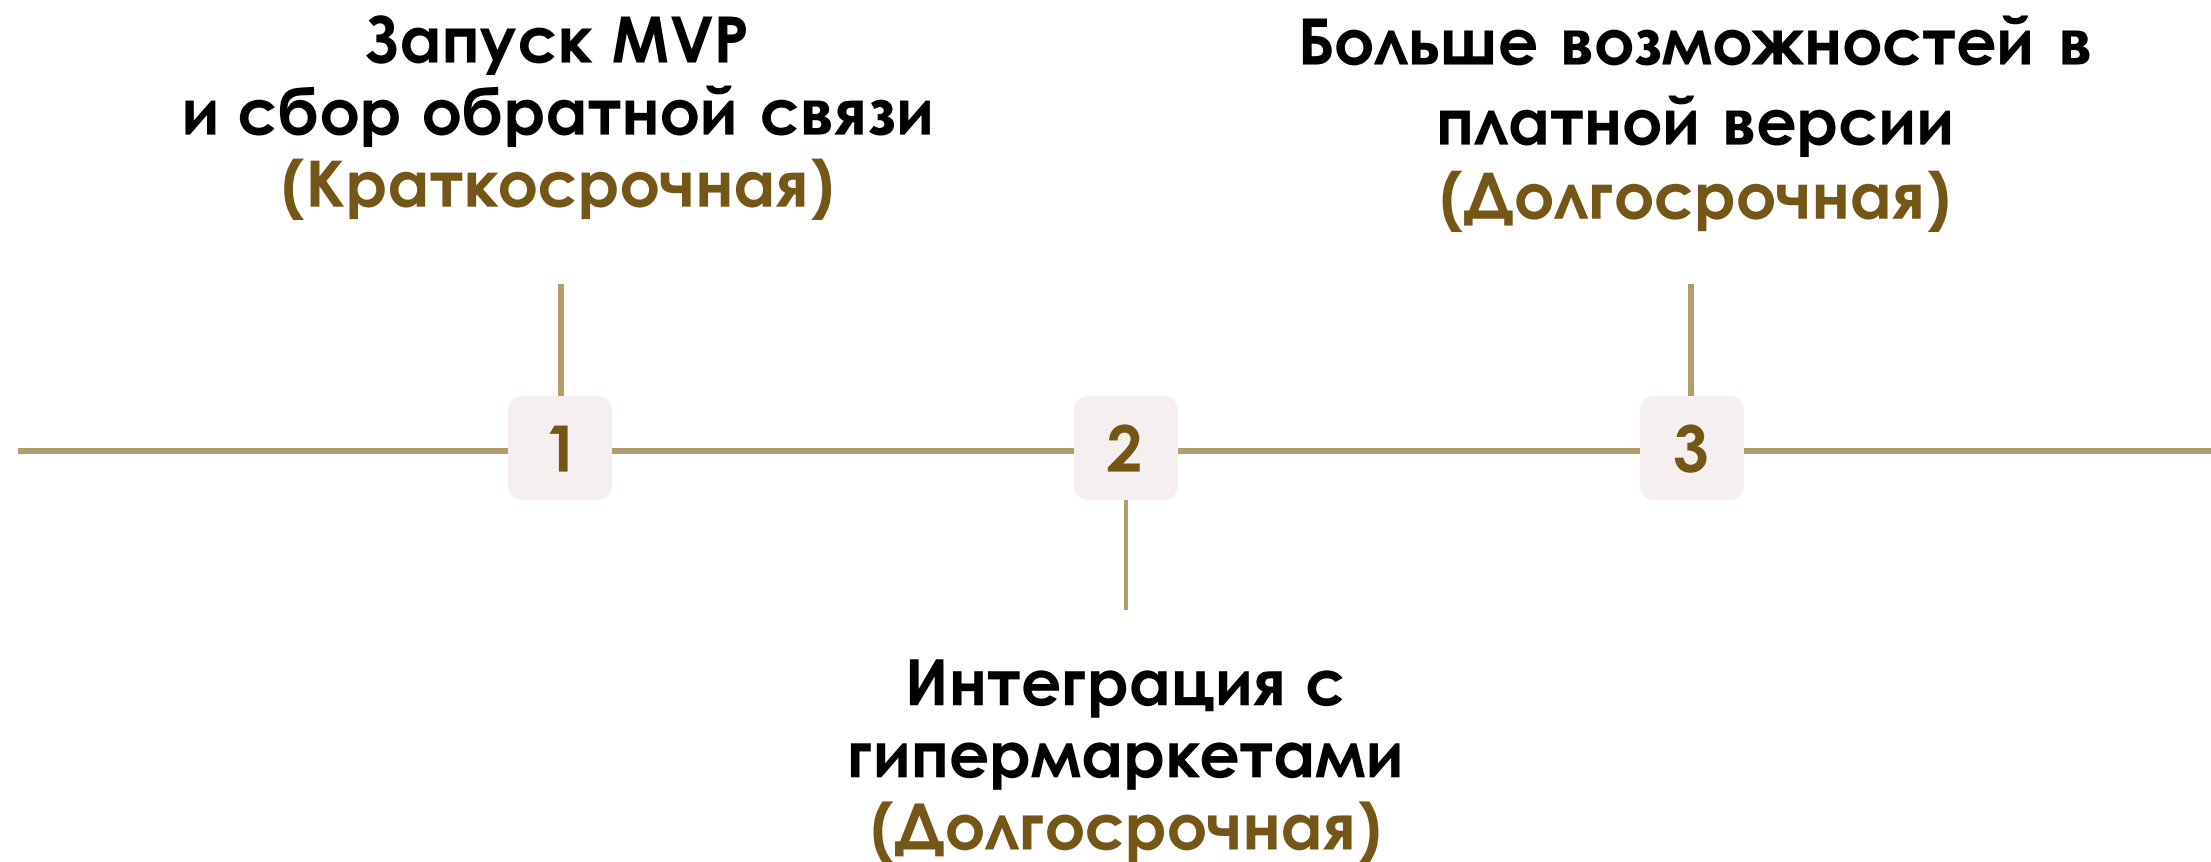 Запуск MVP
и сбор обратной связи
(Краткосрочная)
Больше возможностей в
платной версии
(Долгосрочная)
1
2
3
Интеграция с
гипермаркетами
(Долгосрочная)